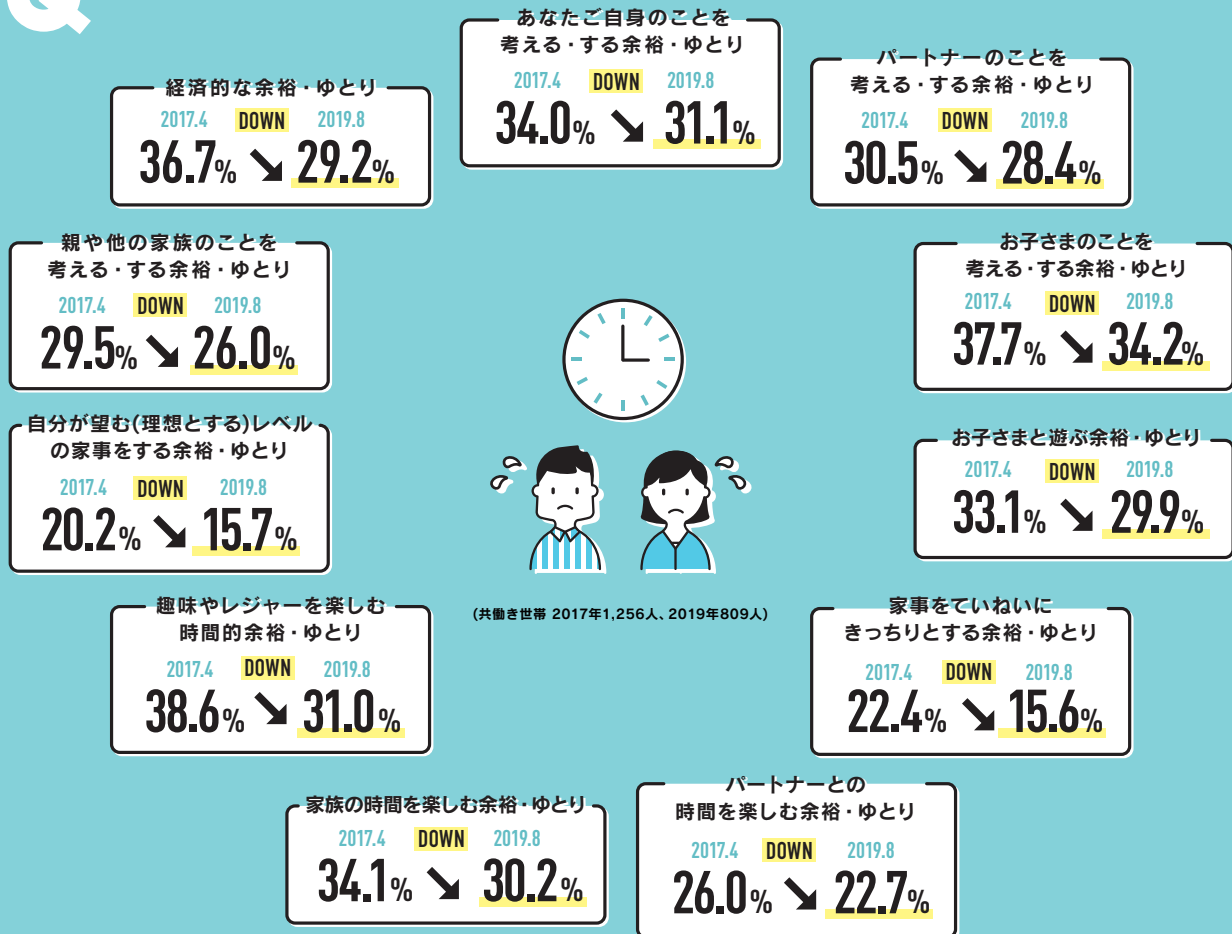 Q
あなたご自身のことを
考える・する余裕・ゆとり
2017.4 DOWN 2019.8
34.0% ➘ 31.1%
経済的な余裕・ゆとり
2017.4 DOWN 2019.8
36.7% ➘ 29.2%
パートナーのことを
考える・する余裕・ゆとり
2017.4 DOWN 2019.8
30.5% ➘ 28.4%
親や他の家族のことを
考える・する余裕・ゆとり
2017.4 DOWN 2019.8
29.5% ➘ 26.0%
お子さまのことを
考える・する余裕・ゆとり
2017.4 DOWN 2019.8
37.7% ➘ 34.2%
自分が望む(理想とする)レベル
の家事をする余裕・ゆとり
2017.4 DOWN 2019.8
20.2% ➘ 15.7%
お子さまと遊ぶ余裕・ゆとり
2017.4 DOWN 2019.8
33.1% ➘ 29.9%
(共働き世帯 2017年1,256人、2019年809人)
趣味やレジャーを楽しむ
時間的余裕・ゆとり
2017.4 DOWN 2019.8
38.6% ➘ 31.0%
家事をていねいに
きっちりとする余裕・ゆとり
2017.4 DOWN 2019.8
22.4% ➘ 15.6%
家族の時間を楽しむ余裕・ゆとり
2017.4 DOWN 2019.8
34.1% ➘ 30.2%
パートナーとの
時間を楽しむ余裕・ゆとり
2017.4 DOWN 2019.8
26.0% ➘ 22.7%